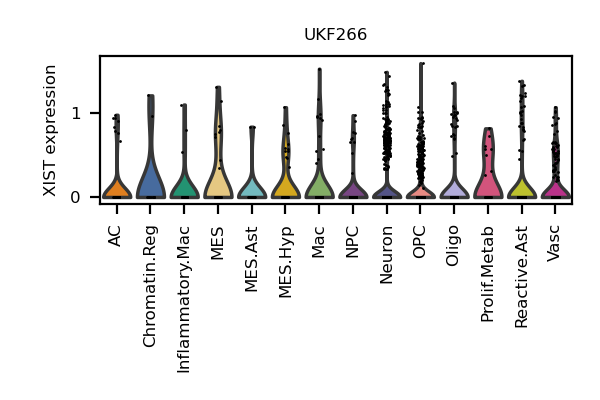 UKF266
XIST expression
1
0
AC
Chromatin.Reg
Inflammatory.Mac
MES
MES.Ast
MES.Hyp
Mac
NPC
Neuron
OPC
Oligo
Prolif.Metab
Reactive.Ast
Vasc